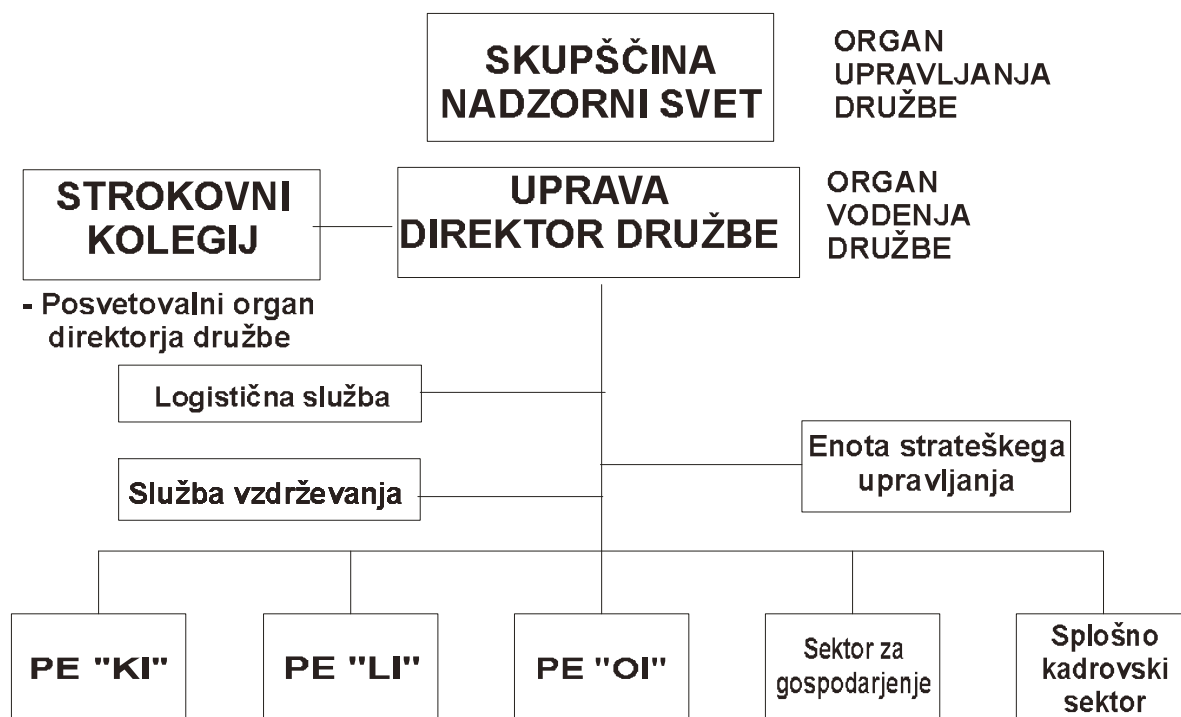 SKUPŠČINA
NADZORNI SVET
ORGAN
UPRAVLJANJA
DRUŽBE
STROKOVNI
KOLEGIJ
UPRAVA
DIREKTOR DRUŽBE
ORGAN
VODENJA
DRUŽBE
- Posvetovalni organ
direktorja družbe
Logistična služba
Enota strateškega
upravljanja
Služba vzdrževanja
PE "KI"
PE "LI"
PE "OI"
Sektor za
gospodarjenje
Splošno
kadrovski
sektor